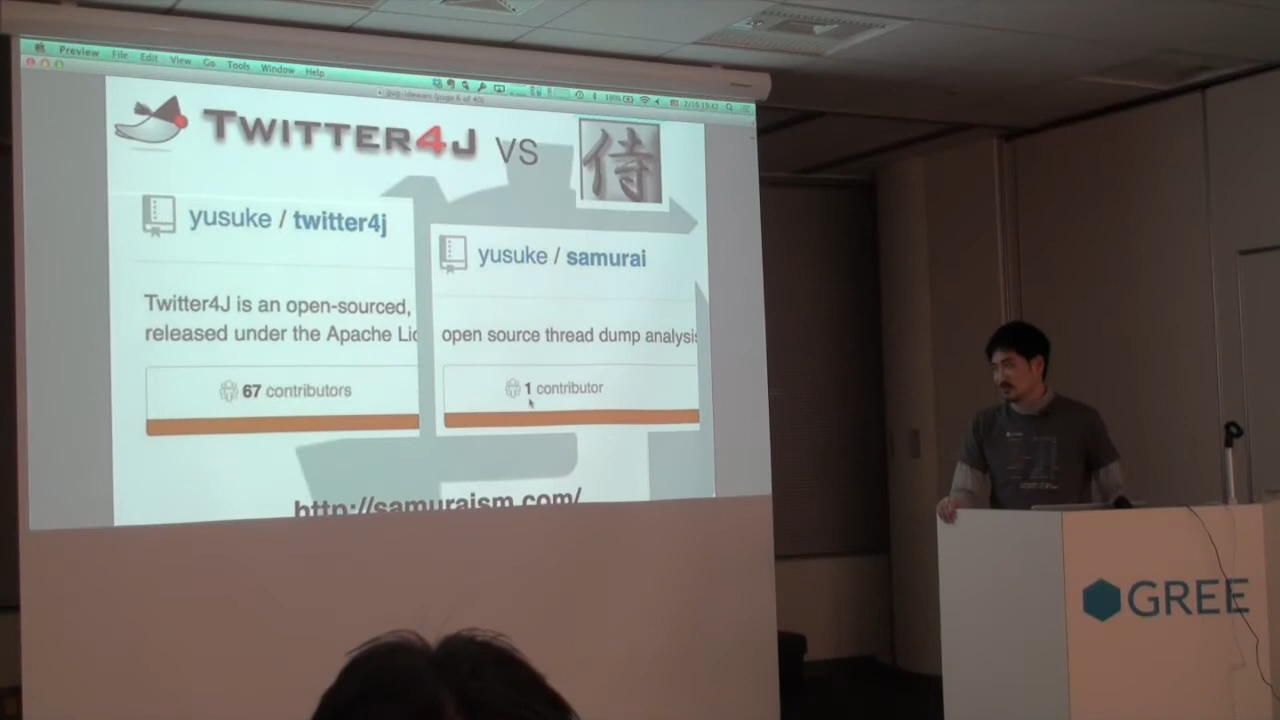 Preview File Edit View Go Tools Window Help
TWITTER4J VS 侍
yusuke / twitter4j
Twitter4J is an open-sourced,
released under the Apache Lic
67 contributors
yusuke / samurai
open source thread dump analysis
1 contributor
http://samuraism.com/
GREE